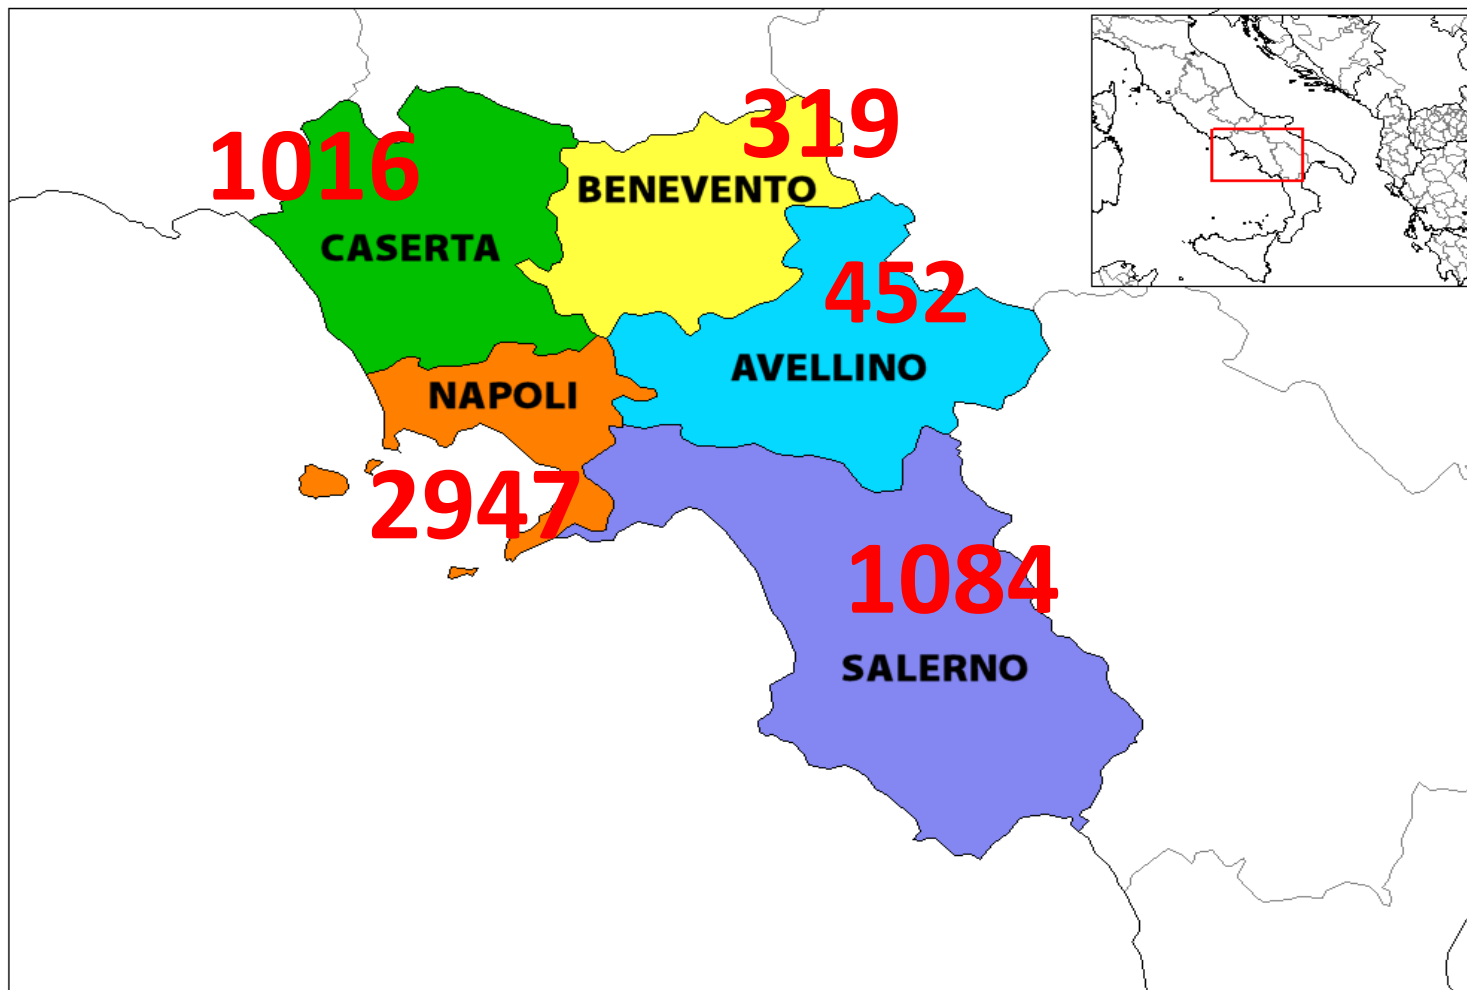 319
1016
BENEVENTO
CASERTA
452
AVELLINO
NAPOLI
2947
1084
SALERNO